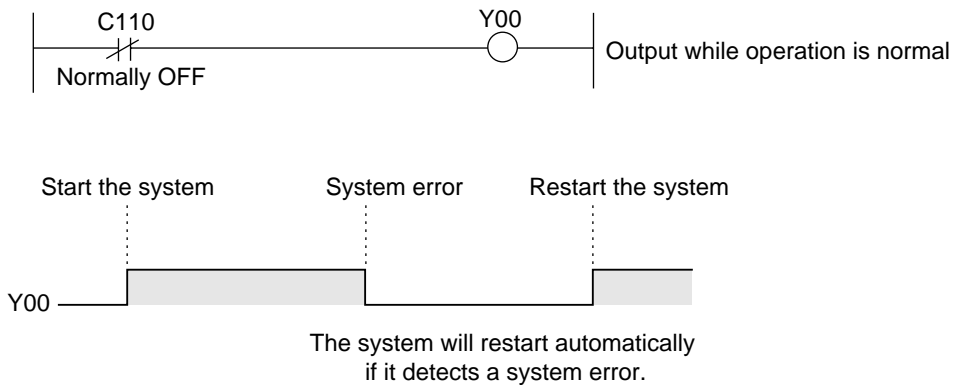 C110
Y00
Output while operation is normal
Normally OFF
Start the system
System error
Restart the system
Y00
The system will restart automatically
if it detects a system error.